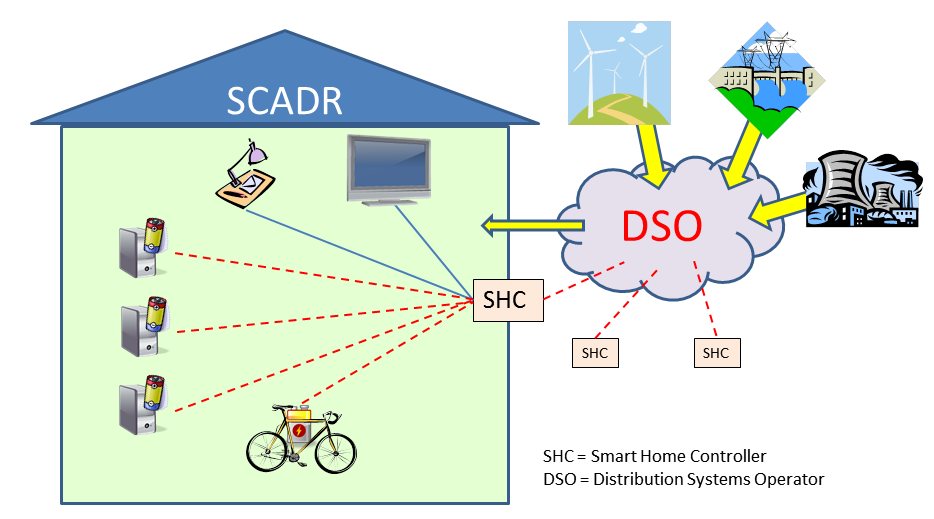 SCADR
DSO
SHC
SHC
SHC
SHC = Smart Home Controller
DSO = Distribution Systems Operator